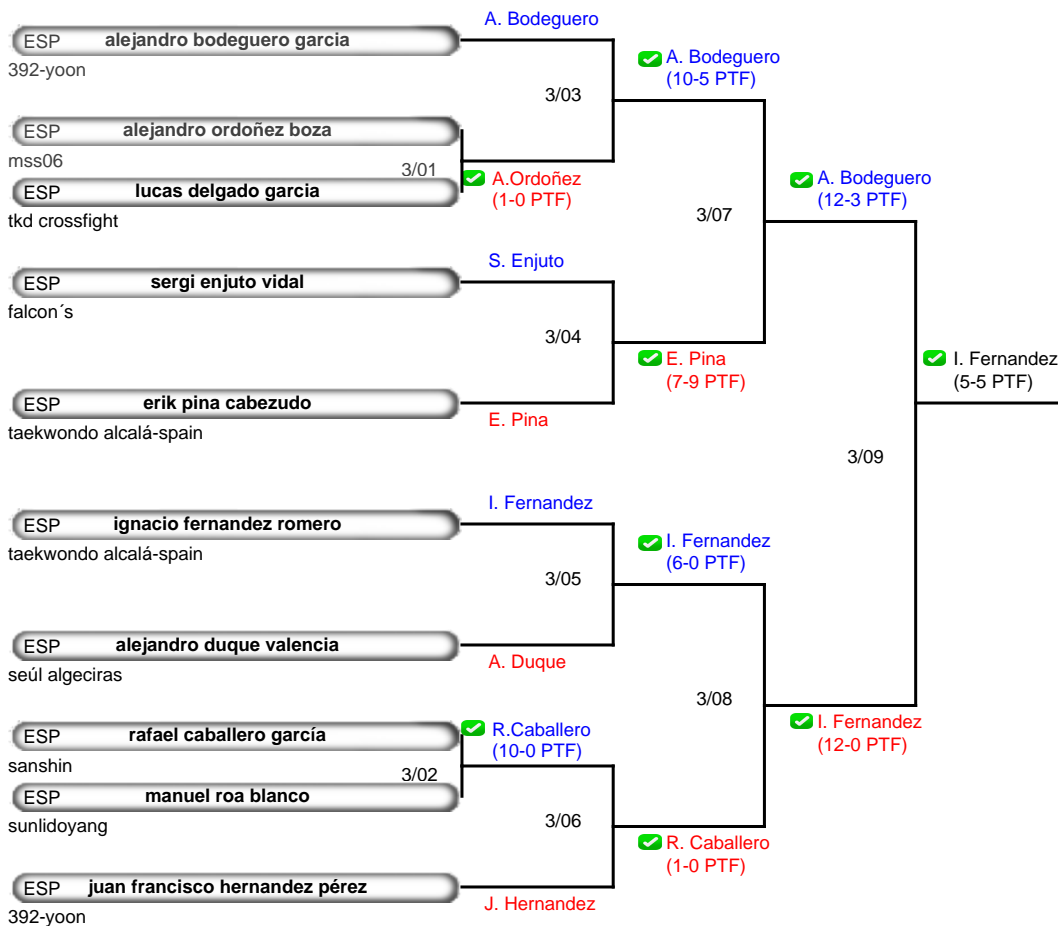 A. Bodeguero
ESP alejandro bodeguero garcia
392-yoon
A. Bodeguero
(10-5 PTF)
3/03
ESP alejandro ordoñez boza
mss06
3/01
A.Ordoñez
(1-0 PTF)
ESP lucas delgado garcia
tkd crossfight
A. Bodeguero
(12-3 PTF)
3/07
S. Enjuto
ESP sergi enjuto vidal
falcon´s
3/04
E. Pina
(7-9 PTF)
I. Fernandez
(5-5 PTF)
ESP erik pina cabezudo
E. Pina
taekwondo alcalá-spain
3/09
I. Fernandez
ESP ignacio fernandez romero
taekwondo alcalá-spain
I. Fernandez
(6-0 PTF)
3/05
ESP alejandro duque valencia
A. Duque
seúl algeciras
3/08
I. Fernandez
(12-0 PTF)
ESP rafael caballero garcía
R.Caballero
(10-0 PTF)
sanshin
3/02
ESP manuel roa blanco
sunlidoyang
3/06
R. Caballero
(1-0 PTF)
ESP juan francisco hernandez pérez
J. Hernandez
392-yoon